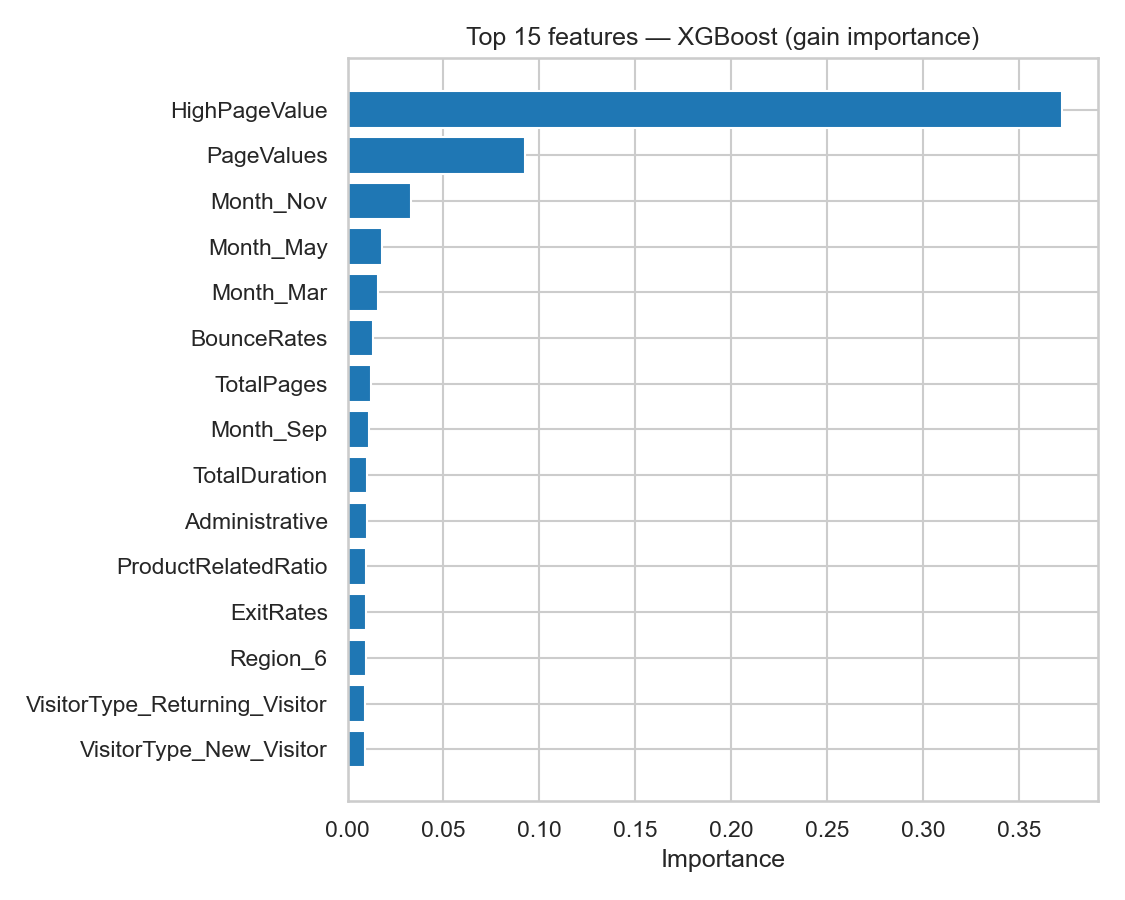 Top 15 features — XGBoost (gain importance)
HighPageValue
PageValues
Month_Nov
Month_May
Month_Mar
BounceRates
TotalPages
Month_Sep
TotalDuration
Administrative
ProductRelatedRatio
ExitRates
Region_6
VisitorType_Returning_Visitor
VisitorType_New_Visitor
0.00 0.05 0.10 0.15 0.20 0.25 0.30 0.35
Importance